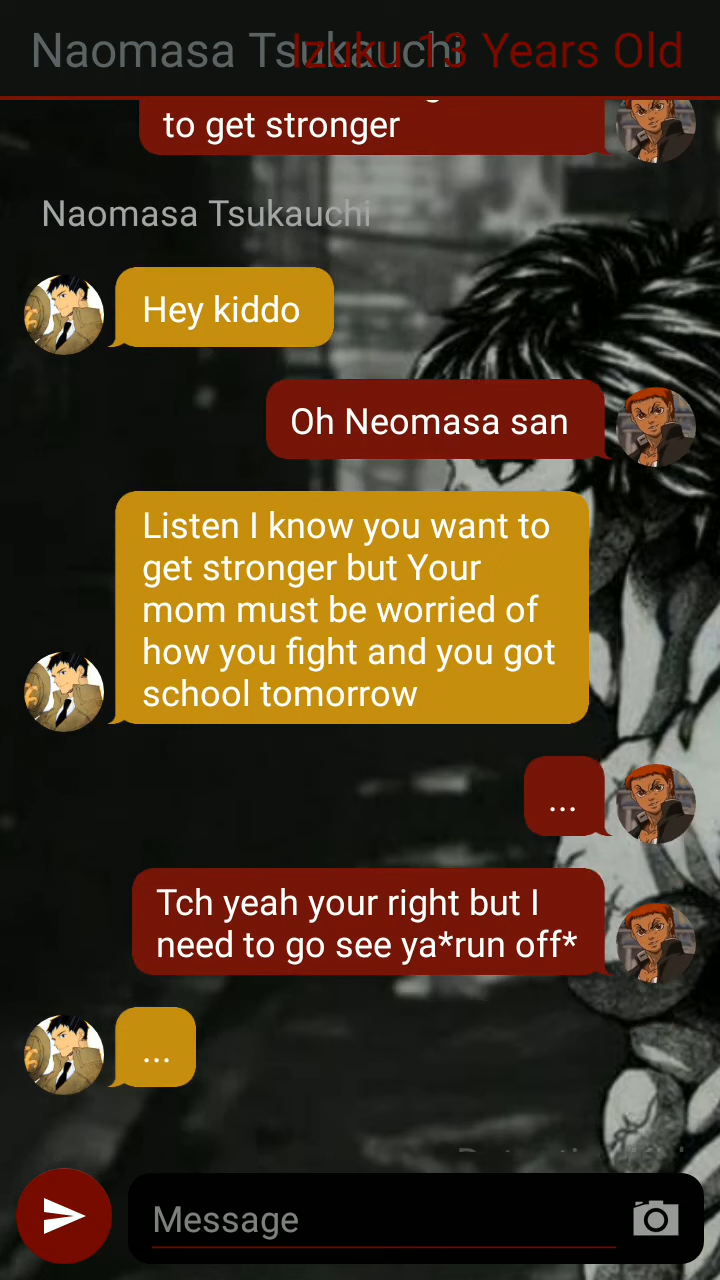 Naomasa Tsukauchi
Izuku 13 Years Old
to get stronger
Naomasa Tsukauchi
Hey kiddo
Oh Neomasa san
Listen I know you want to
get stronger but Your
mom must be worried of
how you fight and you got
school tomorrow
...
Tch yeah your right but I
need to go see ya*run off*
...
Message